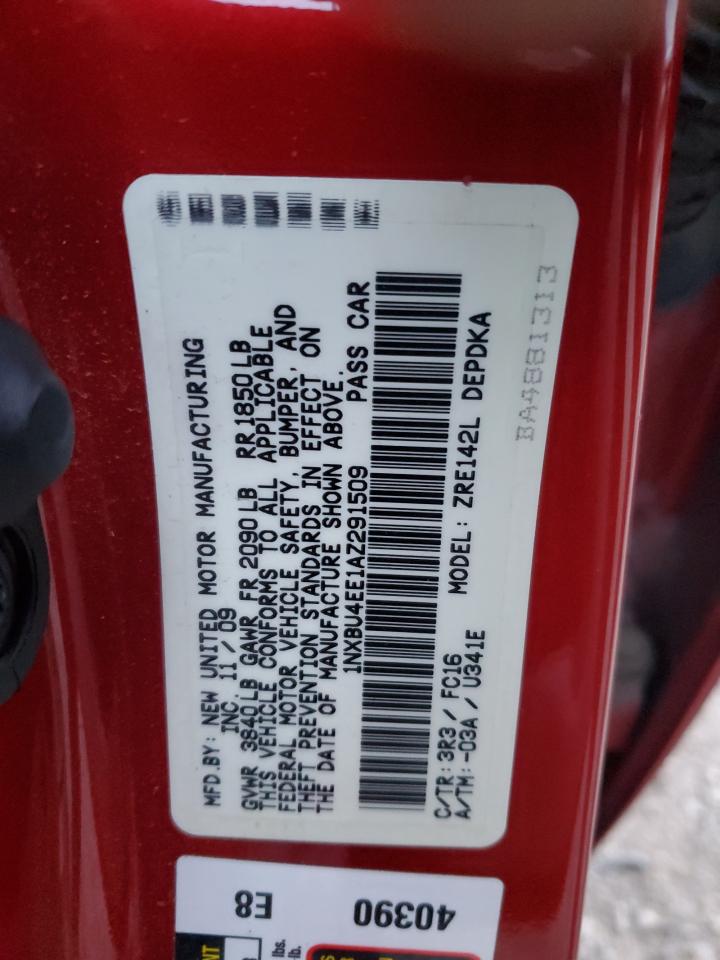 MFD.BY: NEW UNITED MOTOR MANUFACTURING
INC. 11/09
GVWR 3840LB GAWR FR 2090LB RR1850LB
THIS VEHICLE CONFORMS TO ALL APPLICABLE
FEDERAL MOTOR VEHICLE SAFETY, BUMPER, AND
THEFT PREVENTION STANDARDS IN EFFECT ON
THE DATE OF MANUFACTURE SHOWN ABOVE.
1NXBU4EE1AZ291509 PASS CAR
C/TR: 3R3 / FC16 MODEL: ZRE142L DEPDKA
A/TM: -03A / U341E
BA48B1313
40390
E8
lbs.